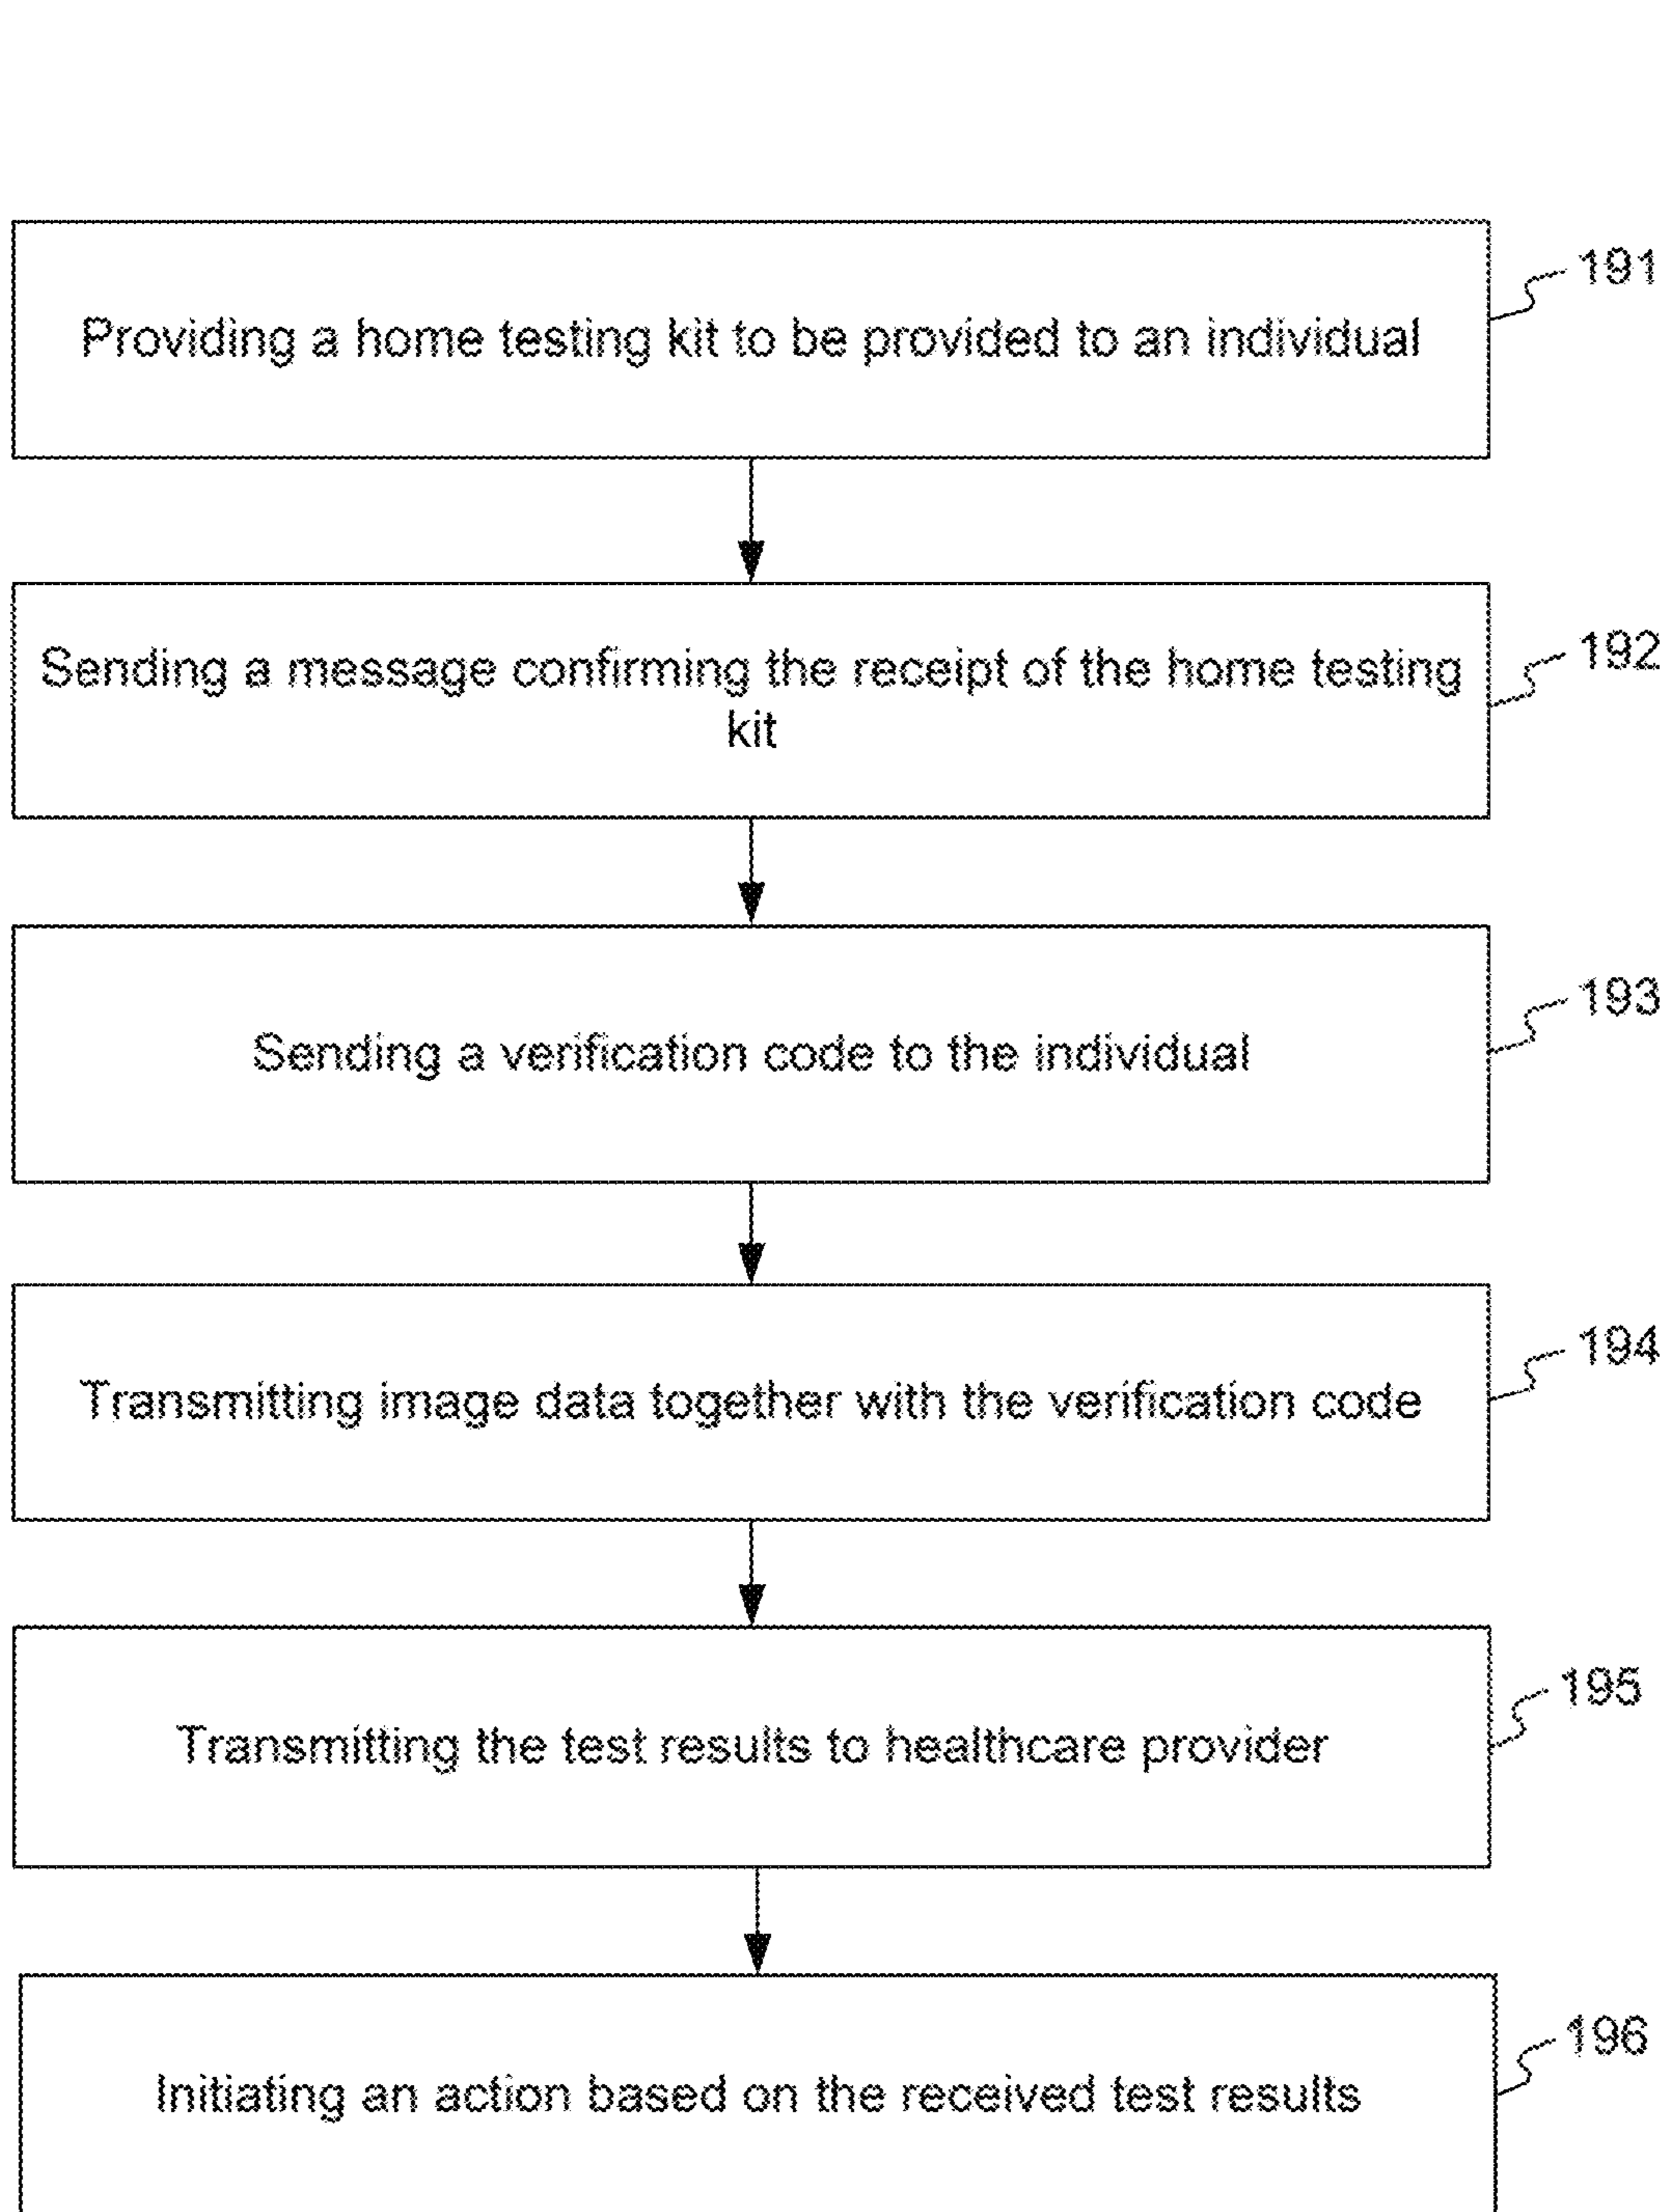 Providing a home testing kit to be provided to an individual
191
Sending a message confirming the receipt of the home testing
kit
192
Sending a verification code to the individual
193
Transmitting image data together with the verification code
194
Transmitting the test results to healthcare provider
195
Initiating an action based on the received test results
196